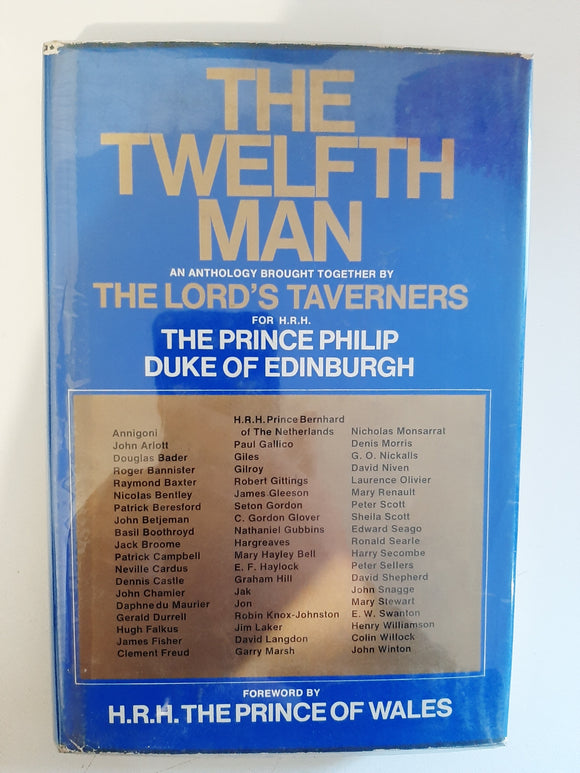 THE
TWELFTH
MAN
AN ANTHOLOGY BROUGHT TOGETHER BY
THE LORD'S TAVERNERS
FOR H.R.H.
THE PRINCE PHILIP
DUKE OF EDINBURGH
Annigoni
John Arlott
Douglas Bader
Roger Bannister
Raymond Baxter
Nicolas Bentley
Patrick Beresford
John Betjeman
Basil Boothroyd
Jack Broome
Patrick Campbell
Neville Cardus
Dennis Castle
John Chamier
Daphne du Maurier
Gerald Durrell
Hugh Falkus
James Fisher
Clement Freud
H.R.H. Prince Bernhard
of The Netherlands
Paul Gallico
Giles
Gilroy
Robert Gittings
James Gleeson
Seton Gordon
C. Gordon Glover
Nathaniel Gubbins
Hargreaves
Mary Hayley Bell
E. F. Haylock
Graham Hill
Jak
Jon
Robin Knox-Johnston
Jim Laker
David Langdon
Garry Marsh
Nicholas Monsarrat
Denis Morris
G. O. Nickalls
David Niven
Laurence Olivier
Mary Renault
Peter Scott
Sheila Scott
Edward Seago
Ronald Searle
Harry Secombe
Peter Sellers
David Shepherd
John Snagge
Mary Stewart
E. W. Swanton
Henry Williamson
Colin Willock
John Winton
FOREWORD BY
H.R.H. THE PRINCE OF WALES